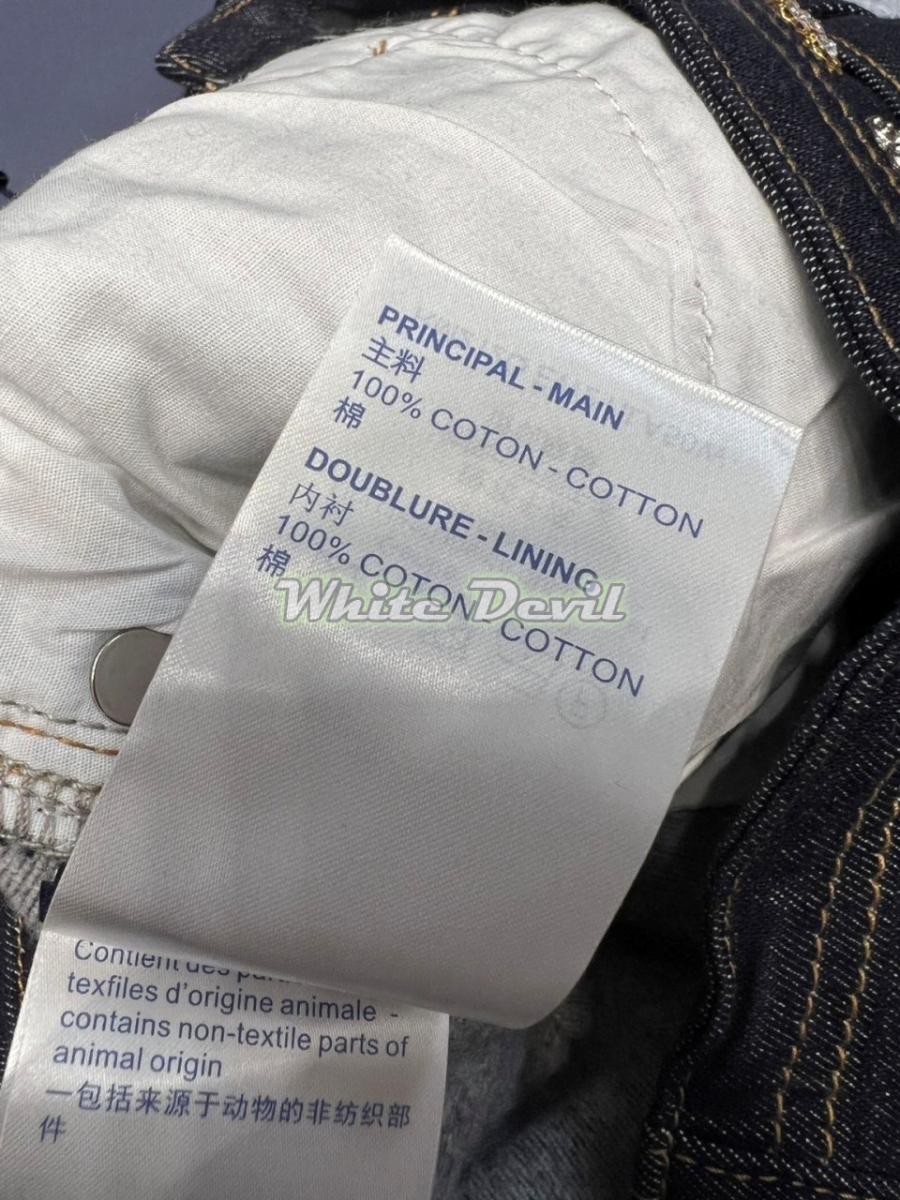 PRINCIPAL - MAIN
主料
100% COTON - COTTON
棉
DOUBLURE - LINING
内衬
100% COTON - COTTON
棉
White Devil
Contient des
texfiles d'origine animale -
contains non-textile parts of
animal origin
一包括来源于动物的非纺织部
件